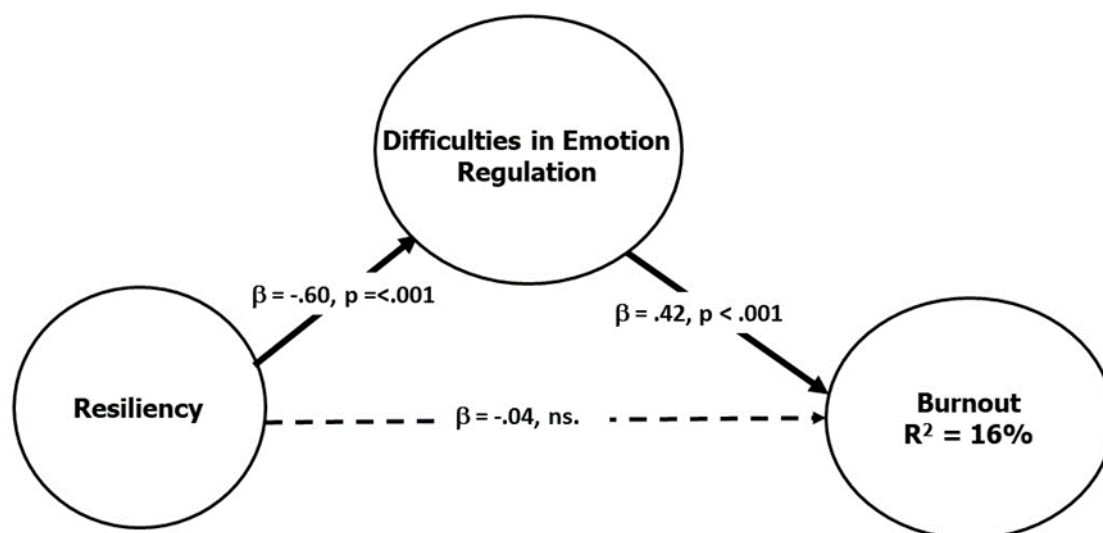 Difficulties in Emotion
Regulation
β = -.60, p =<.001
β = .42, p < .001
Resiliency
β = -.04, ns.
Burnout
R² = 16%